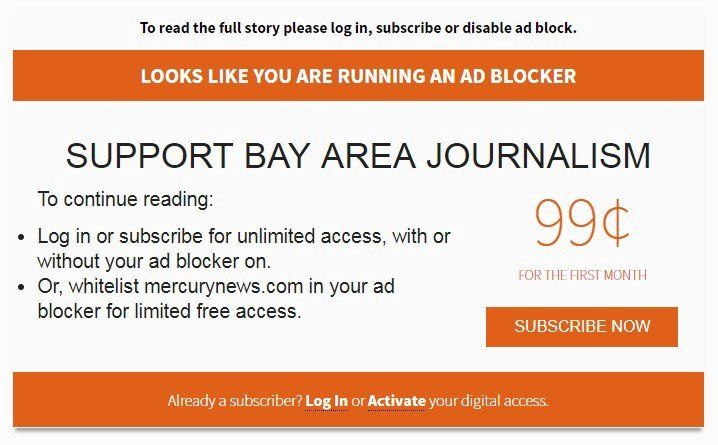 To read the full story please log in, subscribe or disable ad block.
LOOKS LIKE YOU ARE RUNNING AN AD BLOCKER
SUPPORT BAY AREA JOURNALISM
To continue reading:
• Log in or subscribe for unlimited access, with or
without your ad blocker on.
• Or, whitelist mercurynews.com in your ad
blocker for limited free access.
99¢
FOR THE FIRST MONTH
SUBSCRIBE NOW
Already a subscriber? Log In or Activate your digital access.